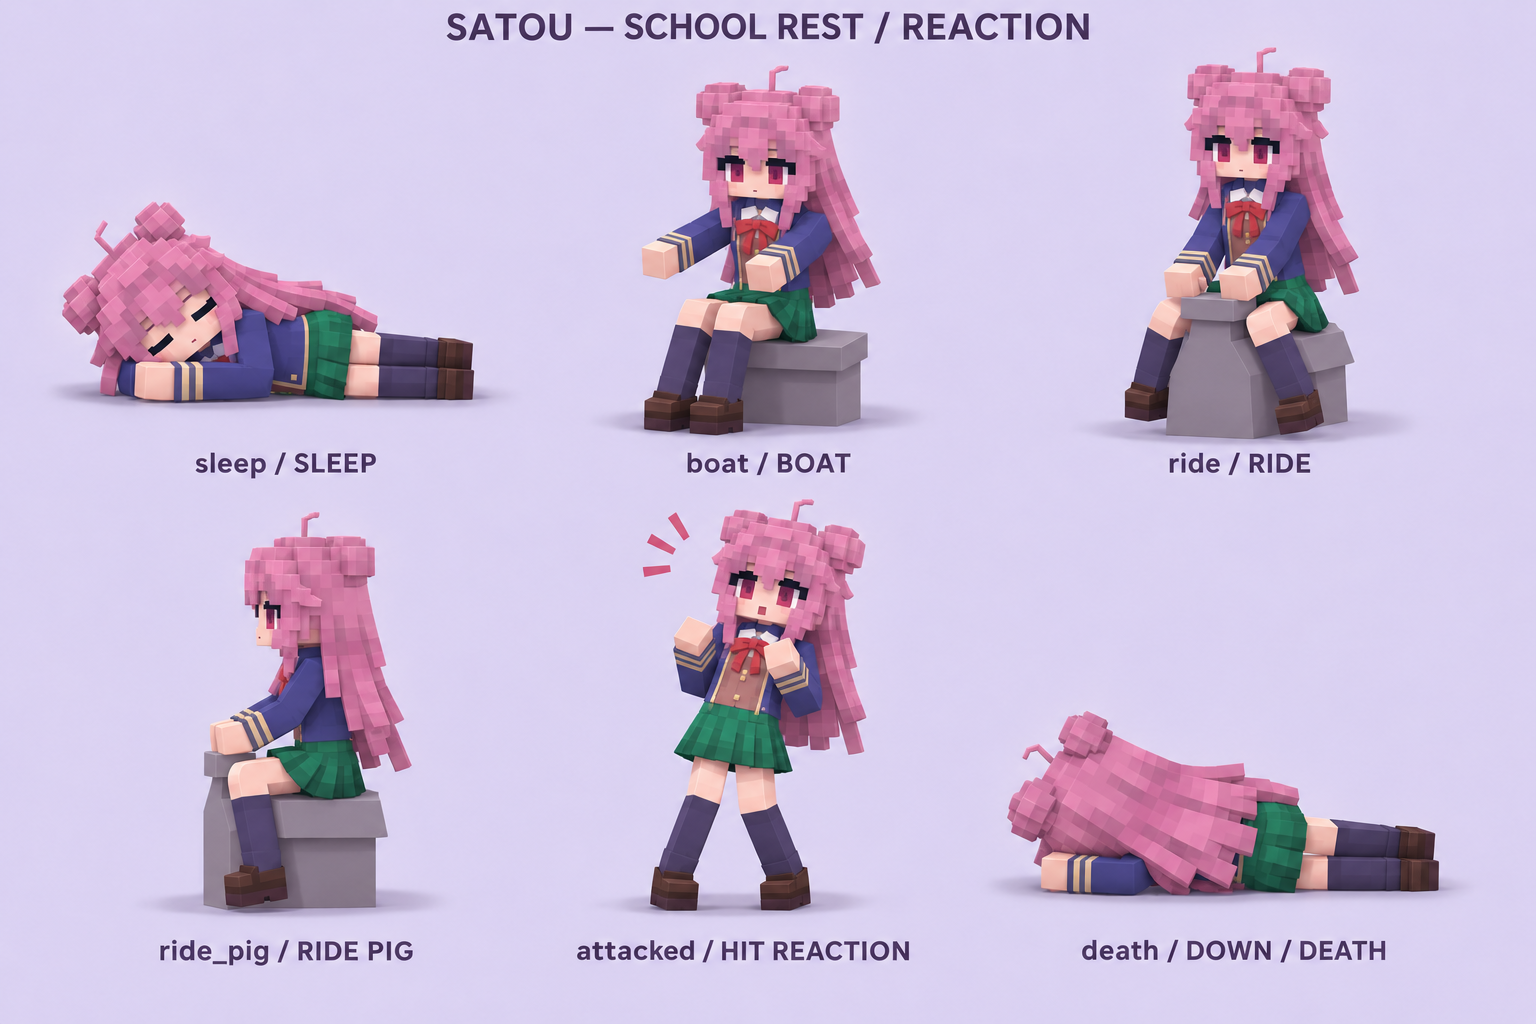 SATOU — SCHOOL REST / REACTION
sleep / SLEEP
boat / BOAT
ride / RIDE
ride_pig / RIDE PIG
attacked / HIT REACTION
death / DOWN / DEATH